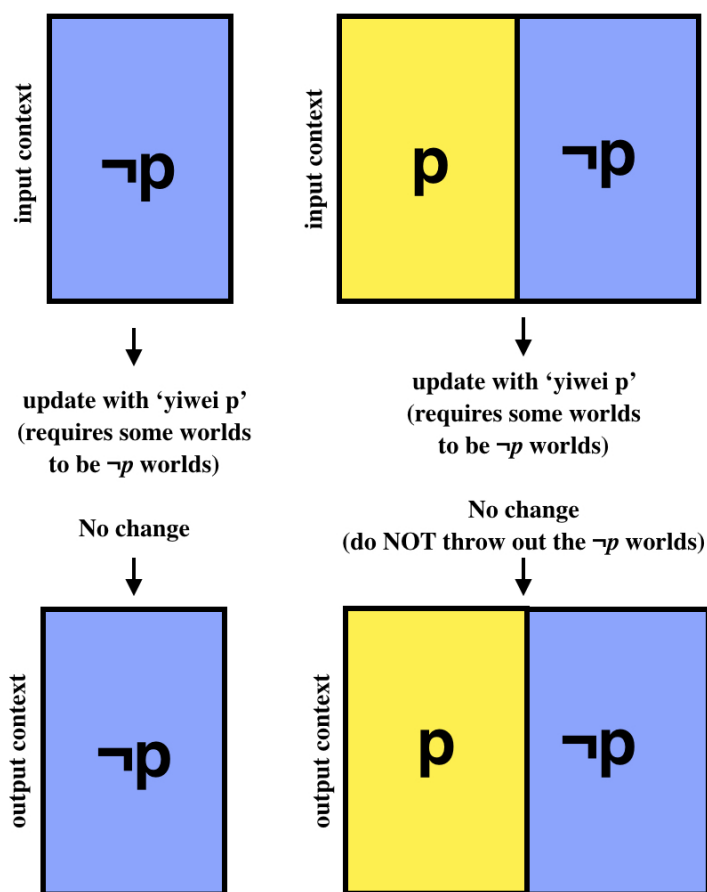 input context
¬p
update with ‘yiwei p’
(requires some worlds
to be ¬p worlds)
No change
output context
¬p
input context
p
¬p
update with ‘yiwei p’
(requires some worlds
to be ¬p worlds)
No change
(do NOT throw out the ¬p worlds)
output context
p
¬p